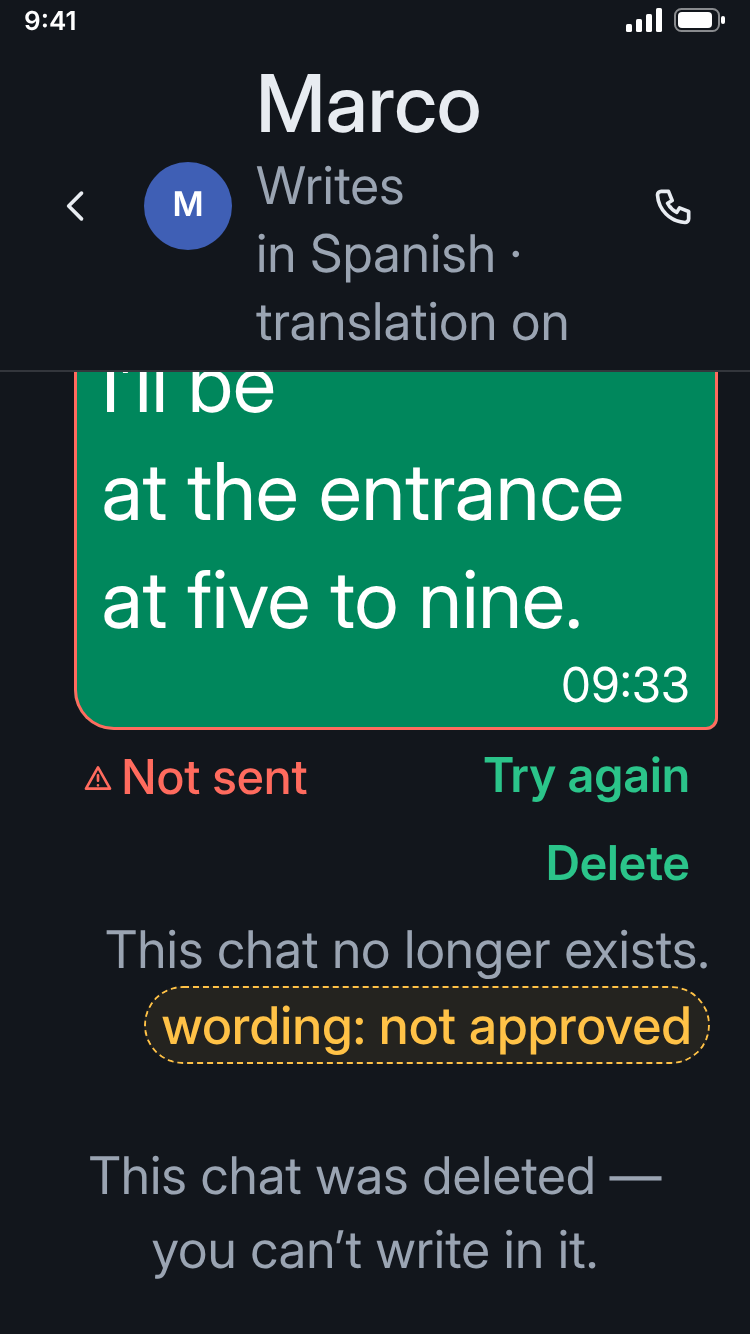 9:41
Marco
M
Writes
in Spanish ·
translation on
I'll be
at the entrance
at five to nine.
09:33
Not sent
Try again
Delete
This chat no longer exists.
wording: not approved
This chat was deleted —
you can’t write in it.